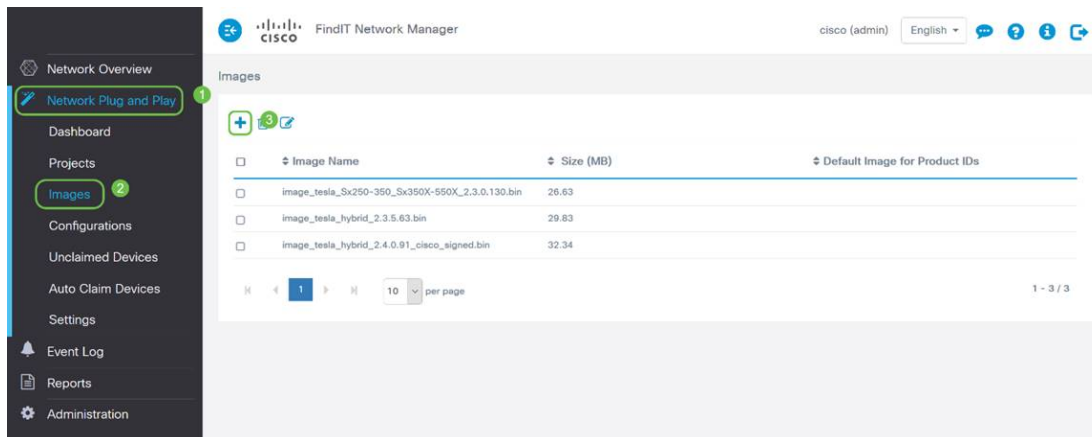 CISCO
FindIT Network Manager
cisco (admin)
English
Network Overview
Network Plug and Play
1
Dashboard
Projects
Images
2
Configurations
Unclaimed Devices
Auto Claim Devices
Settings
Event Log
Reports
Administration
Images
3
Image Name Size (MB) Default Image for Product IDs
image_tesla_Sx250-350_Sx350X-550X_2.3.0.130.bin 26.63
image_tesla_hybrid_2.3.5.63.bin 29.83
image_tesla_hybrid_2.4.0.91_cisco_signed.bin 32.34
1 10 per page 1 - 3 / 3